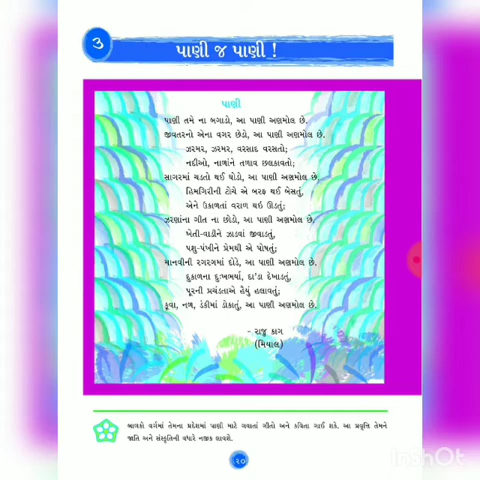 ૩
પાણી જ પાણી !
પાણી
પાણી તમે ના બગાડો, આ પાણી અણમોલ છે.
જીવતરનો એના વગર છેડો, આ પાણી અણમોલ છે.
ઝરમર, ઝરમર, વરસાદ વરસતો;
નદીઓ, નાળાંને તળાવ છલકાવતો;
સાગરમાં ચડતો થઈ ઘોડો, આ પાણી અણમોલ છે.
હિમગિરીની ટોચે એ બરફ થઈ બેસતું,
એને ઉકાળતાં વરાળ થઇ ઊડતું;
ઝરણાંના ગીત ના છોડો, આ પાણી અણમોલ છે.
ખેતી-વાડીને ઝાડવાં જીવાડતું,
પશુ-પંખીને પ્રેમથી એ પોષતું;
માનવીની રગરગમાં દોડે, આ પાણી અણમોલ છે.
દુકાળના દુઃખભર્યા, દા'ડા દેખાડતું,
પૂરની પ્રચંડતાએ હૈયું હલાવતું;
કૂવા, નળ, ડંકીમાં ડોકાતું, આ પાણી અણમોલ છે.
- રાજુ કાગ
(મિયાલ)
બાળકો વર્ગમાં તેમના પ્રદેશમાં પાણી માટે ગવાતાં ગીતો અને કવિતા ગાઈ શકે. આ પ્રવૃત્તિ તેમને
જાતિ અને સંસ્કૃતિની વધારે નજીક લાવશે.
૨૦
InShOt